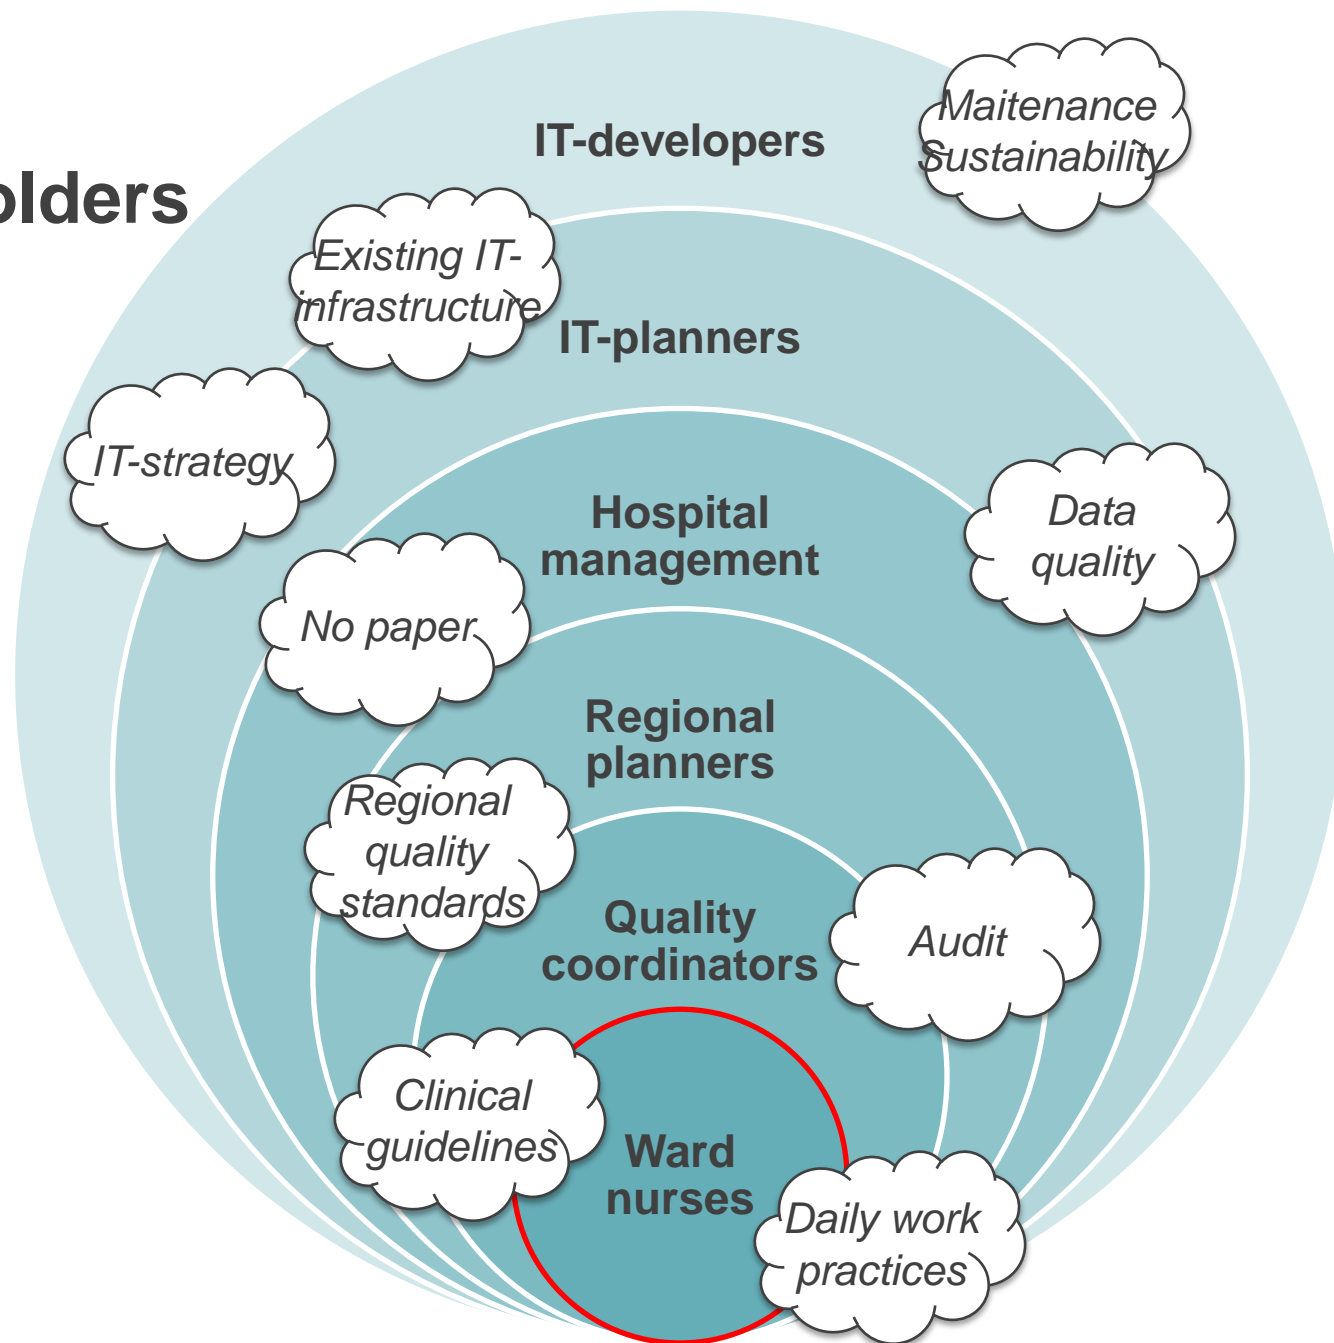 Maitenance
Sustainability
IT-developers
olders
Existing IT-
infrastructure
IT-planners
IT-strategy
Hospital
management
Data
quality
No paper
Regional
planners
Regional
quality
standards
Quality
coordinators
Audit
Clinical
guidelines
Ward
nurses
Daily work
practices